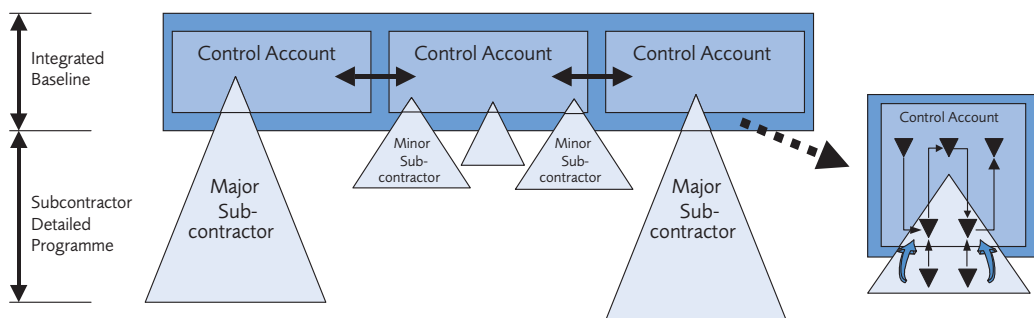 Integrated
Baseline
Control Account
Control Account
Control Account
Subcontractor
Detailed
Programme
Major
Sub-
contractor
Minor
Sub-
contractor
Minor
Sub-
contractor
Major
Sub-
contractor
Control Account